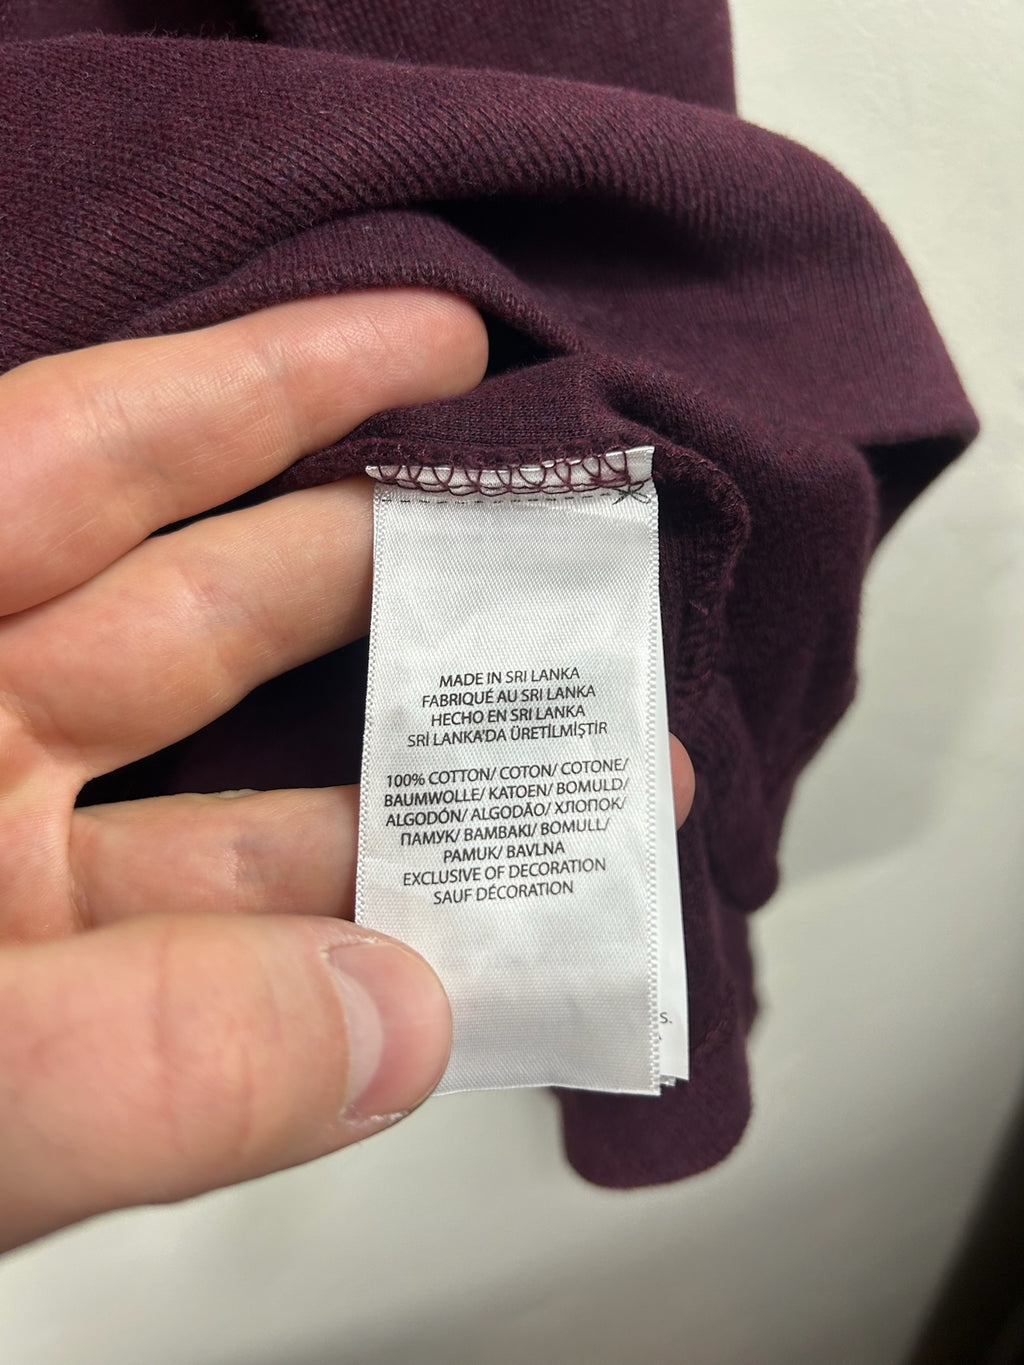 MADE IN SRI LANKA
FABRIQUÉ AU SRI LANKA
HECHO EN SRI LANKA
SRİ LANKA'DA ÜRETİLMİŞTİR
100% COTTON/ COTON/ COTONE/
BAUMWOLLE/ KATOEN/ BOMULD/
ALGODÓN/ ALGODÃO/ ХЛОПОК/
ПАМУК/ ΒΑΜΒΑΚΙ/ BOMULL/
PAMUK/ BAVLNA
EXCLUSIVE OF DECORATION
SAUF DÉCORATION
S.